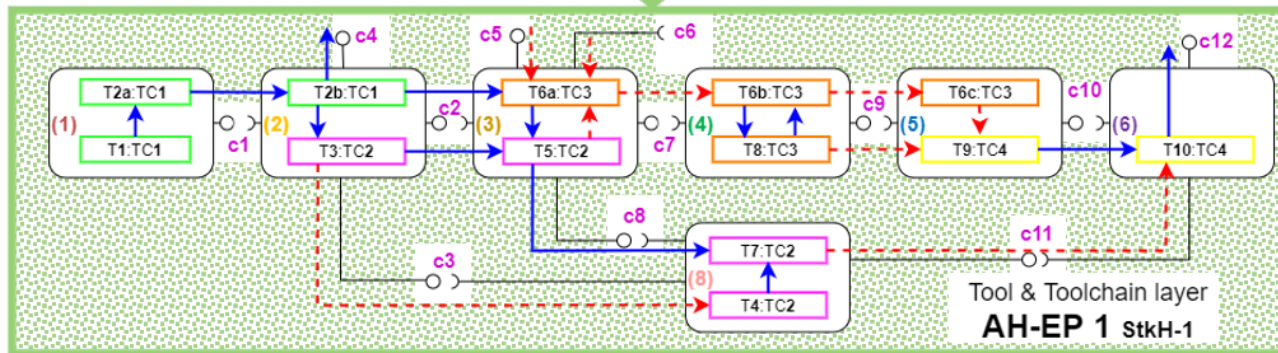 c4
c5
c6
c12
T2a:TC1
T2b:TC1
T6a:TC3
T6b:TC3
T6c:TC3
(1)
c1
(2)
c2
(3)
c7
(4)
c9
(5)
c10
(6)
T1:TC1
T3:TC2
T5:TC2
T8:TC3
T9:TC4
T10:TC4
c8
c3
c11
T7:TC2
(8)
T4:TC2
Tool & Toolchain layer
AH-EP 1 StkH-1